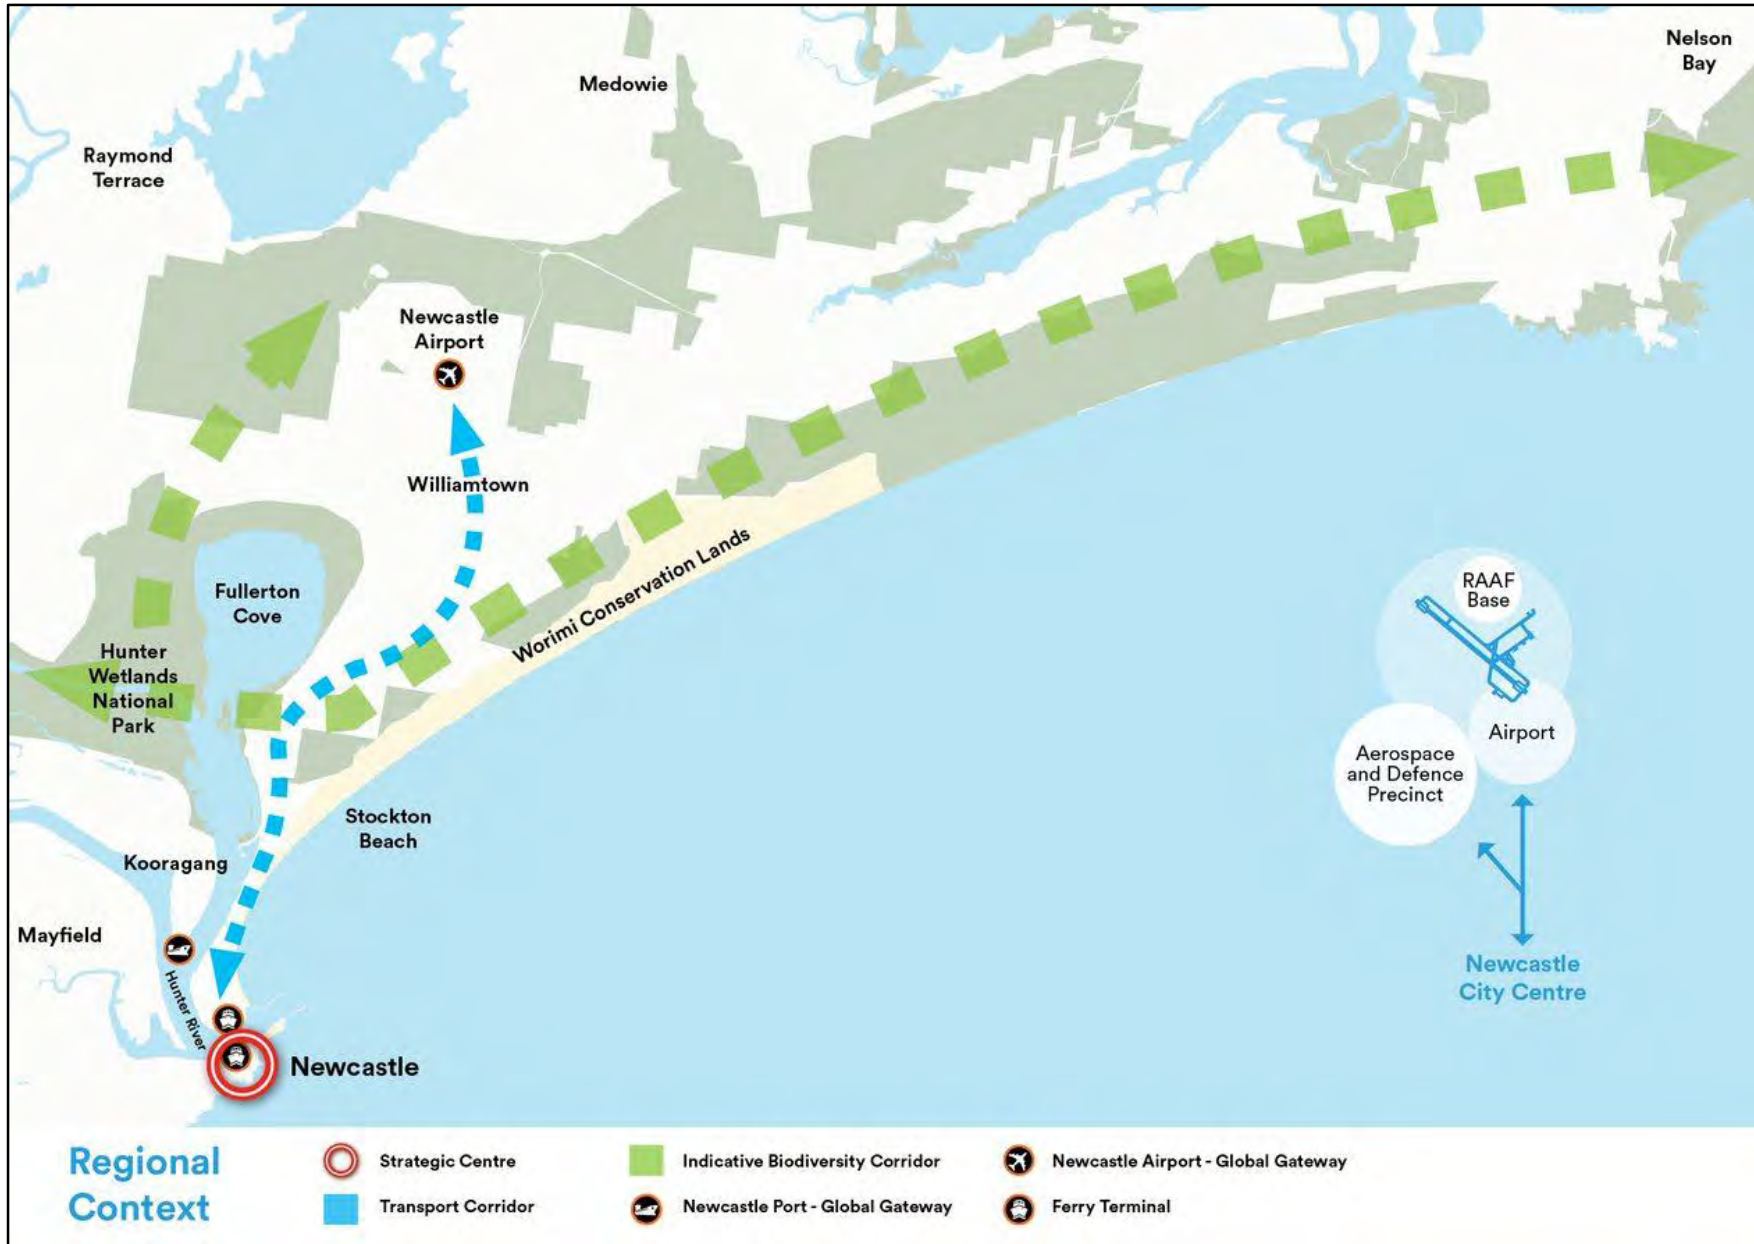 Nelson
Bay
Medowie
Raymond
Terrace
Newcastle
Airport
Williamtown
Fullerton
Cove
Worimi Conservation Lands
Hunter
Wetlands
National
Park
RAAF
Base
Airport
Aerospace
and Defence
Precinct
Stockton
Beach
Kooragang
Mayfield
Hunter River
Newcastle
City Centre
Newcastle
Regional
Context
Strategic Centre
Transport Corridor
Indicative Biodiversity Corridor
Newcastle Port - Global Gateway
Newcastle Airport - Global Gateway
Ferry Terminal